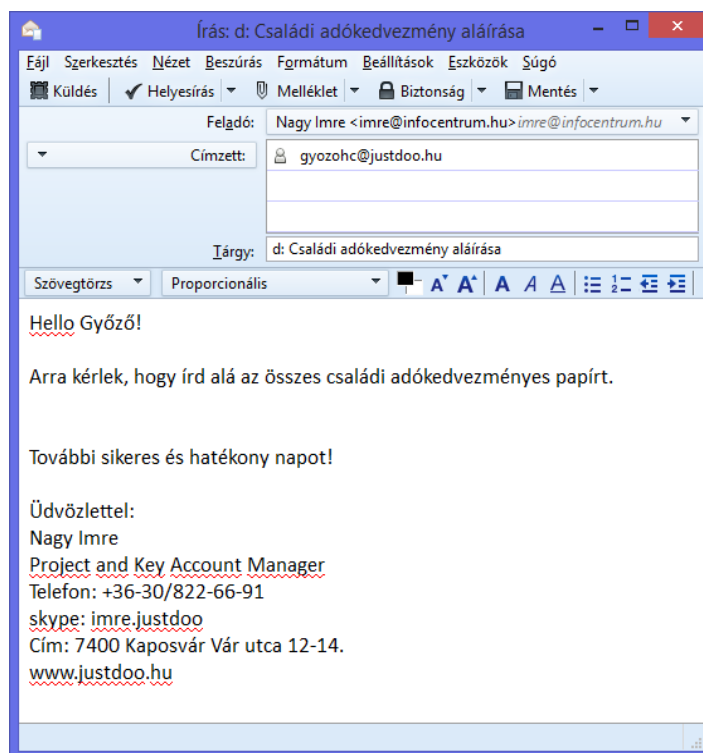 Írás: d: Családi adókedvezmény aláírása
Fájl Szerkesztés Nézet Beszúrás Formátum Beállítások Eszközök Súgó
Küldés Helyesírás Melléklet Biztonság Mentés
Feladó: Nagy Imre <imre@infocentrum.hu> imre@infocentrum.hu
Címzett: gyozohc@justdoo.hu
Tárgy: d: Családi adókedvezmény aláírása
Szövegtörzs Proporcionális
Hello Győző!
Arra kérlek, hogy írd alá az összes családi adókedvezményes papírt.
További sikeres és hatékony napot!
Üdvözlettel:
Nagy Imre
Project and Key Account Manager
Telefon: +36-30/822-66-91
skype: imre.justdoo
Cím: 7400 Kaposvár Vár utca 12-14.
www.justdoo.hu